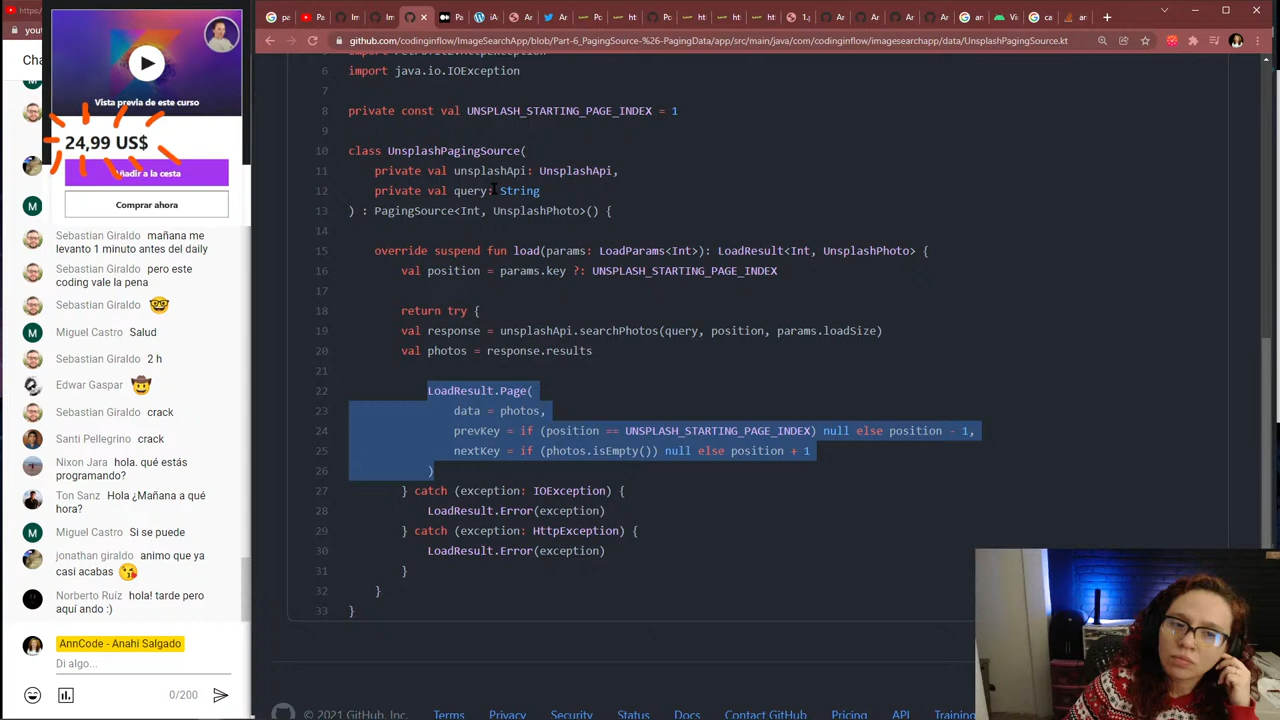 github.com/codinginflow/ImageSearchApp/blob/Part-6_PagingSource-%26-PagingData/app/src/main/java/com/codinginflow/imagesearchapp/data/UnsplashPagingSource.kt
Vista previa de este curso
24,99 US$
Añadir a la cesta
Comprar ahora
Sebastian Giraldo mañana me
levanto 1 minuto antes del daily
Sebastian Giraldo pero este
coding vale la pena
Sebastian Giraldo 🤓
Miguel Castro Salud
Sebastian Giraldo 2 h
Edwar Gaspar 🤠
Sebastian Giraldo crack
Santi Pellegrino crack
Nixon Jara hola. qué estás
programando?
Ton Sanz Hola ¿Mañana a qué
hora?
Miguel Castro Si se puede
jonathan giraldo animo que ya
casi acabas 😘
Norberto Ruiz hola! tarde pero
aquí ando :)
AnnCode - Anahi Salgado
Di algo...
0/200
6 import java.io.IOException
7
8 private const val UNSPLASH_STARTING_PAGE_INDEX = 1
9
10 class UnsplashPagingSource(
11 private val unsplashApi: UnsplashApi,
12 private val query: String
13 ) : PagingSource<Int, UnsplashPhoto>() {
14
15 override suspend fun load(params: LoadParams<Int>): LoadResult<Int, UnsplashPhoto> {
16 val position = params.key ?: UNSPLASH_STARTING_PAGE_INDEX
17
18 return try {
19 val response = unsplashApi.searchPhotos(query, position, params.loadSize)
20 val photos = response.results
21
22 LoadResult.Page(
23 data = photos,
24 prevKey = if (position == UNSPLASH_STARTING_PAGE_INDEX) null else position - 1,
25 nextKey = if (photos.isEmpty()) null else position + 1
26 )
27 } catch (exception: IOException) {
28 LoadResult.Error(exception)
29 } catch (exception: HttpException) {
30 LoadResult.Error(exception)
31 }
32 }
33 }
© 2021 GitHub, Inc. Terms Privacy Security Status Docs Contact GitHub Pricing API Training